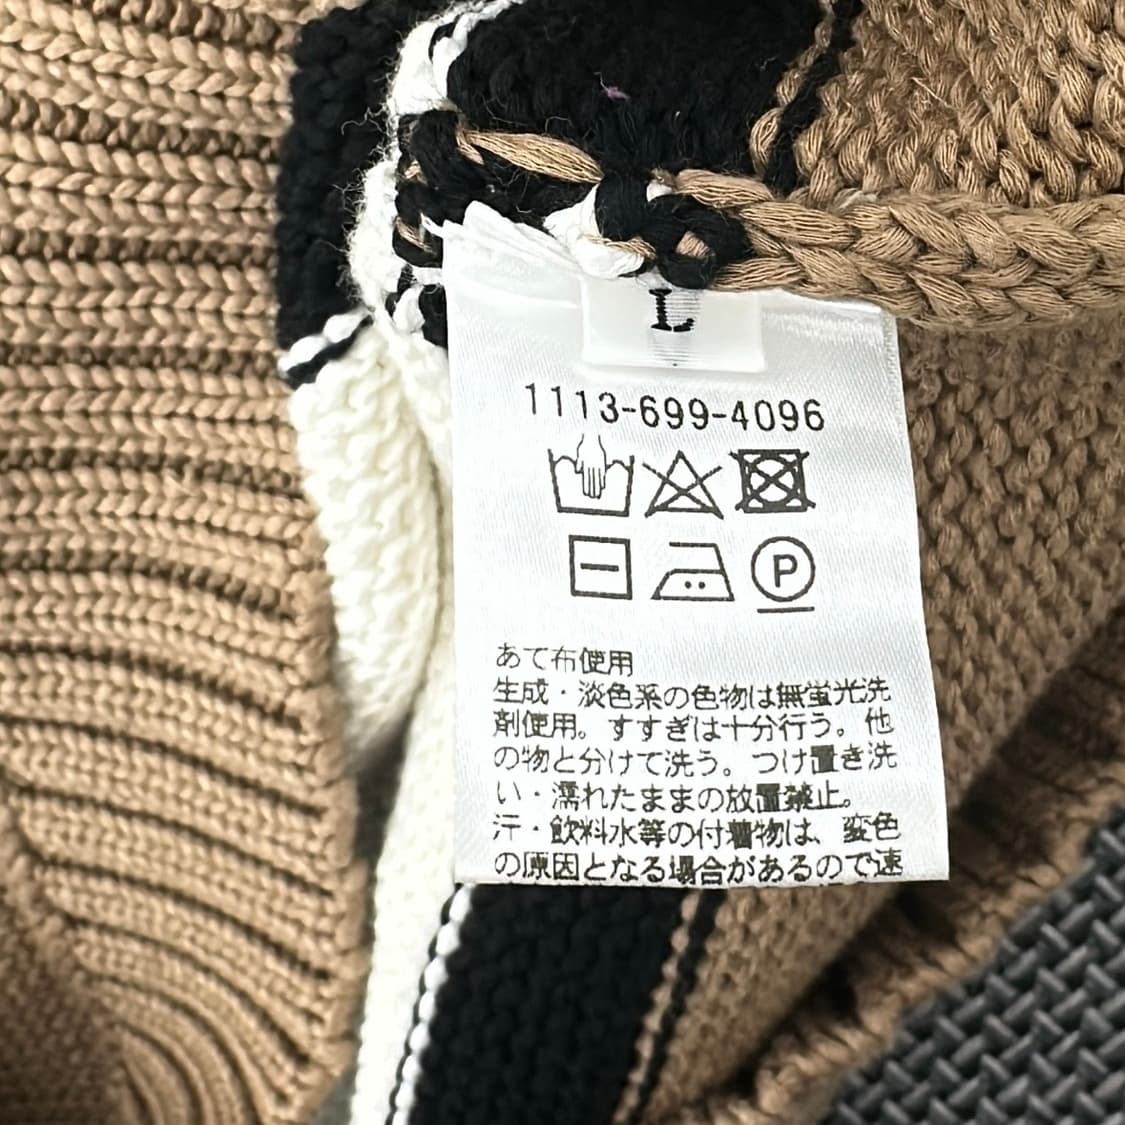 L
1113-699-4096
P
あて布使用
生成・淡色系の色物は無蛍光洗
剤使用。すすぎは十分行う。他
の物と分けて洗う。つけ置き洗
い・濡れたままの放置禁止。
汗・飲料水等の付着物は、変色
の原因となる場合があるので速